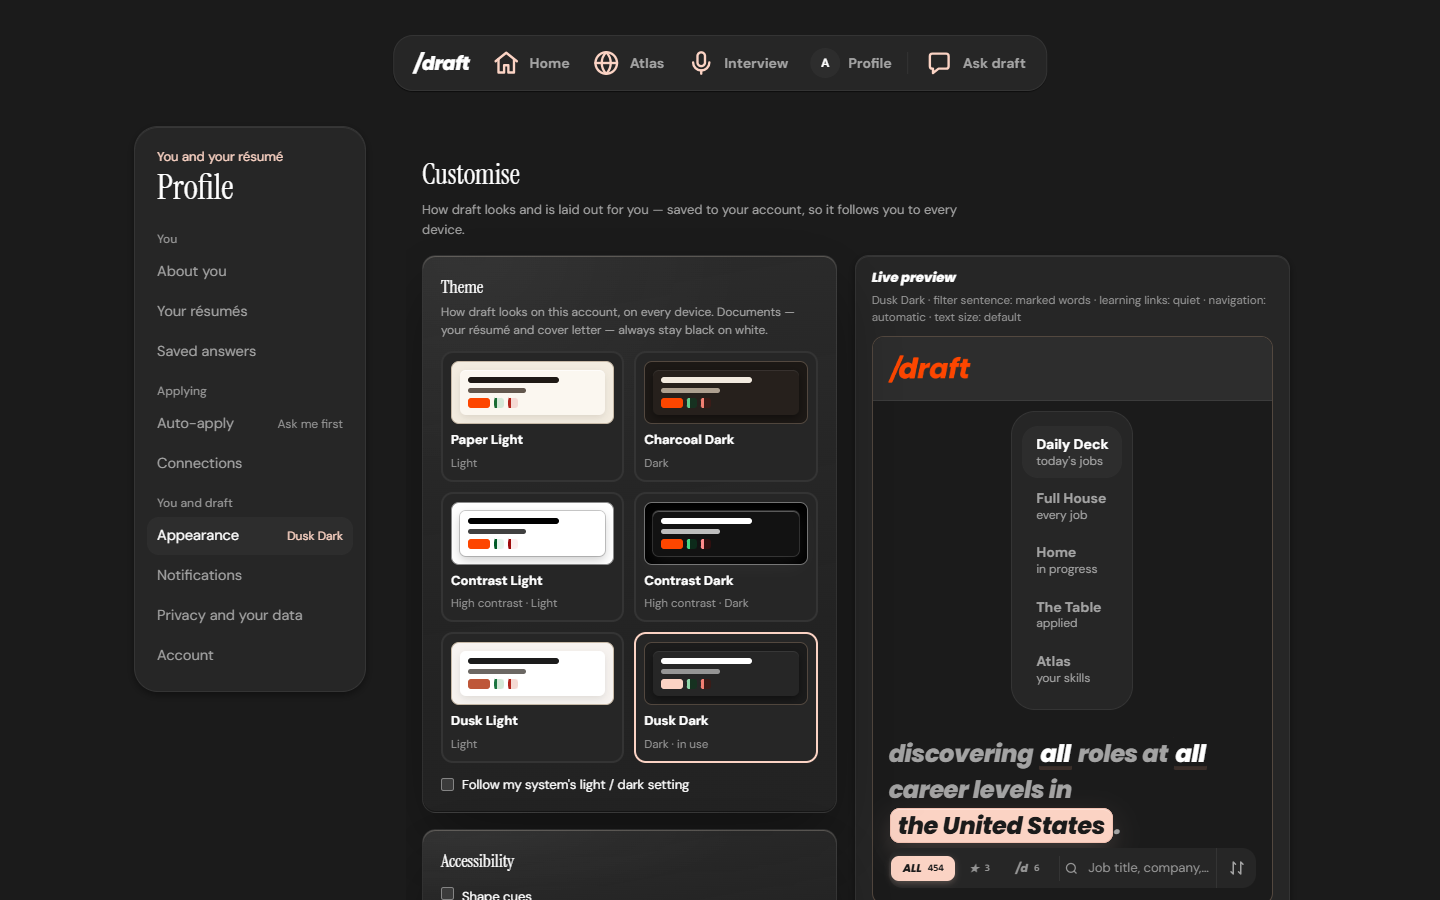 /draft
Home
Atlas
Interview
A
Profile
Ask draft
You and your résumé
Profile
You
About you
Your résumés
Saved answers
Applying
Auto-apply
Ask me first
Connections
You and draft
Appearance
Dusk Dark
Notifications
Privacy and your data
Account
Customise
How draft looks and is laid out for you — saved to your account, so it follows you to every
device.
Theme
How draft looks on this account, on every device. Documents —
your résumé and cover letter — always stay black on white.
Paper Light
Light
Charcoal Dark
Dark
Contrast Light
High contrast · Light
Contrast Dark
High contrast · Dark
Dusk Light
Light
Dusk Dark
Dark · in use
Follow my system's light / dark setting
Accessibility
Shape cues
Live preview
Dusk Dark · filter sentence: marked words · learning links: quiet · navigation:
automatic · text size: default
/draft
Daily Deck
today's jobs
Full House
every job
Home
in progress
The Table
applied
Atlas
your skills
discovering all roles at all
career levels in
the United States.
ALL 454
★ 3
/d 6
Job title, company,...